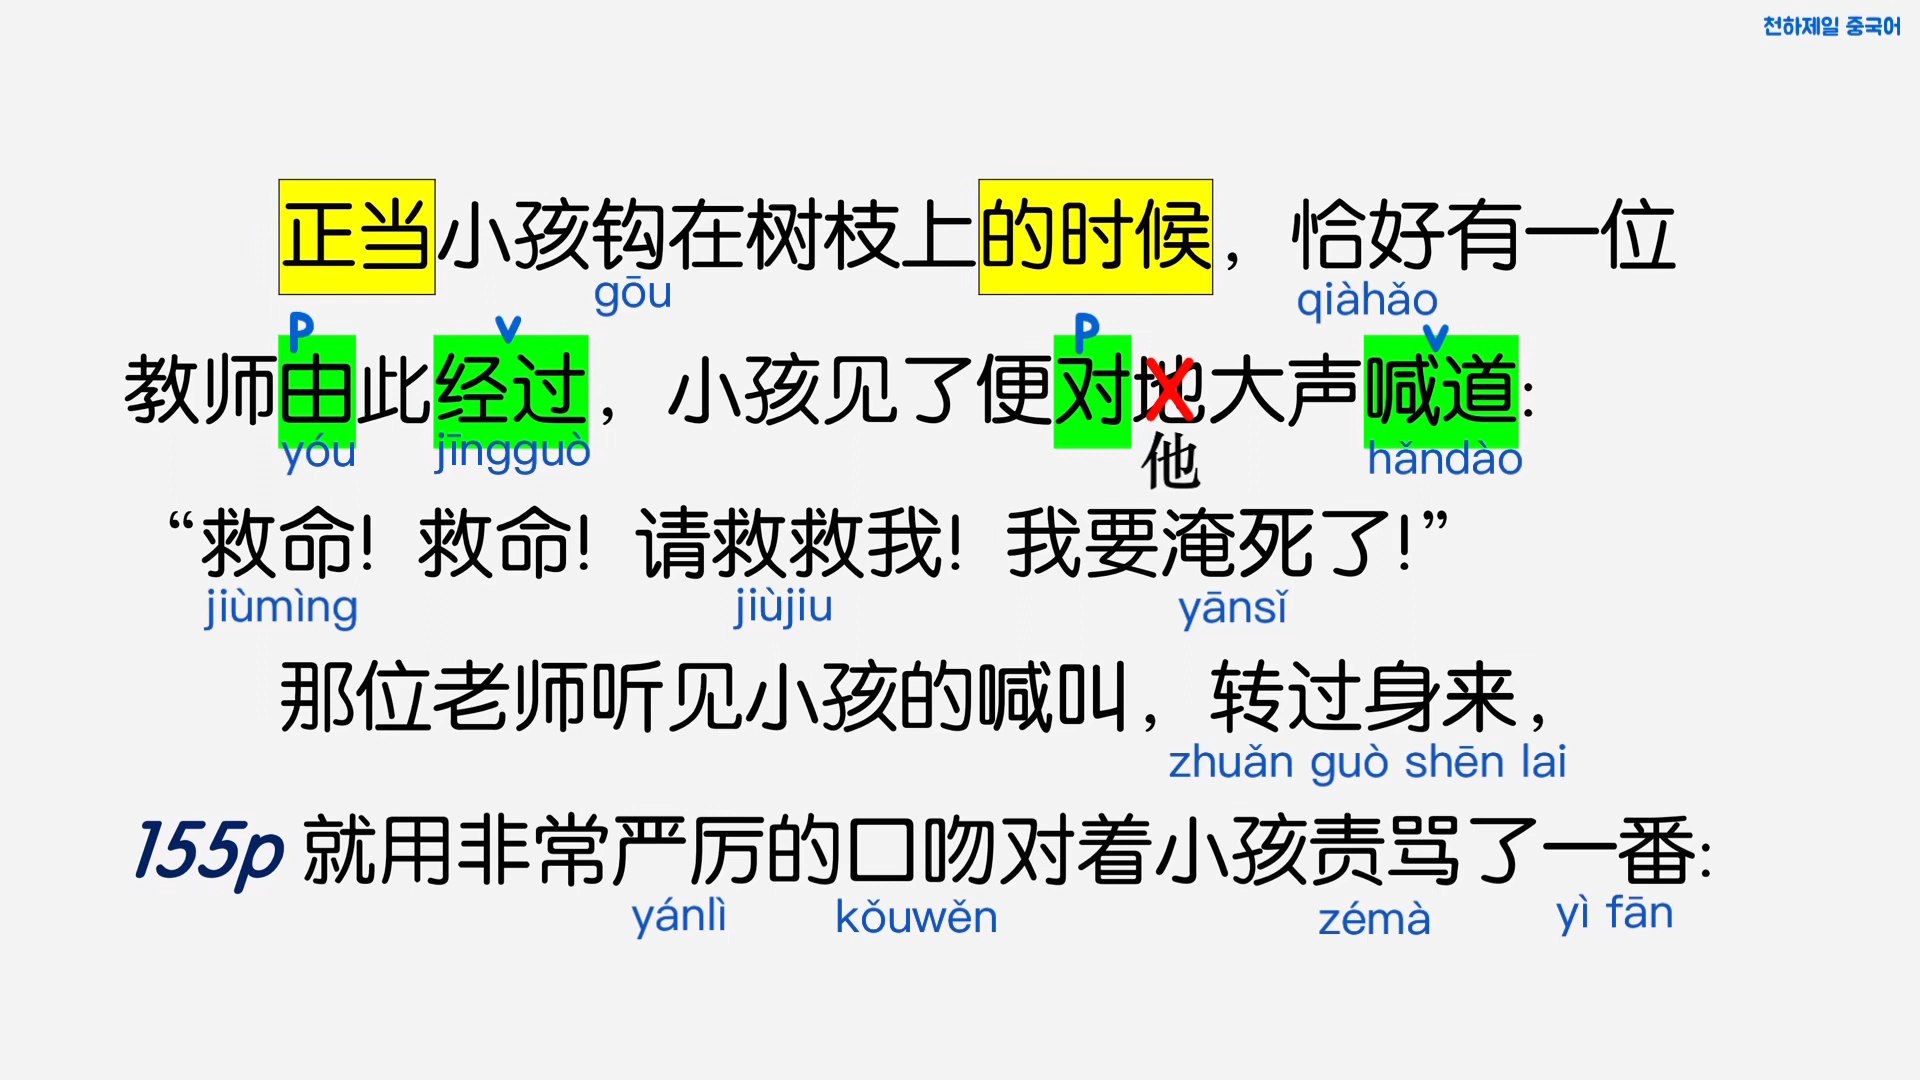 천하제일 중국어
正当小孩钩在树枝上的时候，恰好有一位
gōu qiàhǎo
P V P V
教师由此经过，小孩见了便对地大声喊道:
yóu jīngguò 他 hǎndào
“救命! 救命! 请救救我! 我要淹死了!”
jiùmìng jiùjiu yānsǐ
那位老师听见小孩的喊叫，转过身来，
zhuǎn guò shēn lai
155p 就用非常严厉的口吻对着小孩责骂了一番:
yánlì kǒuwěn zémà yì fān